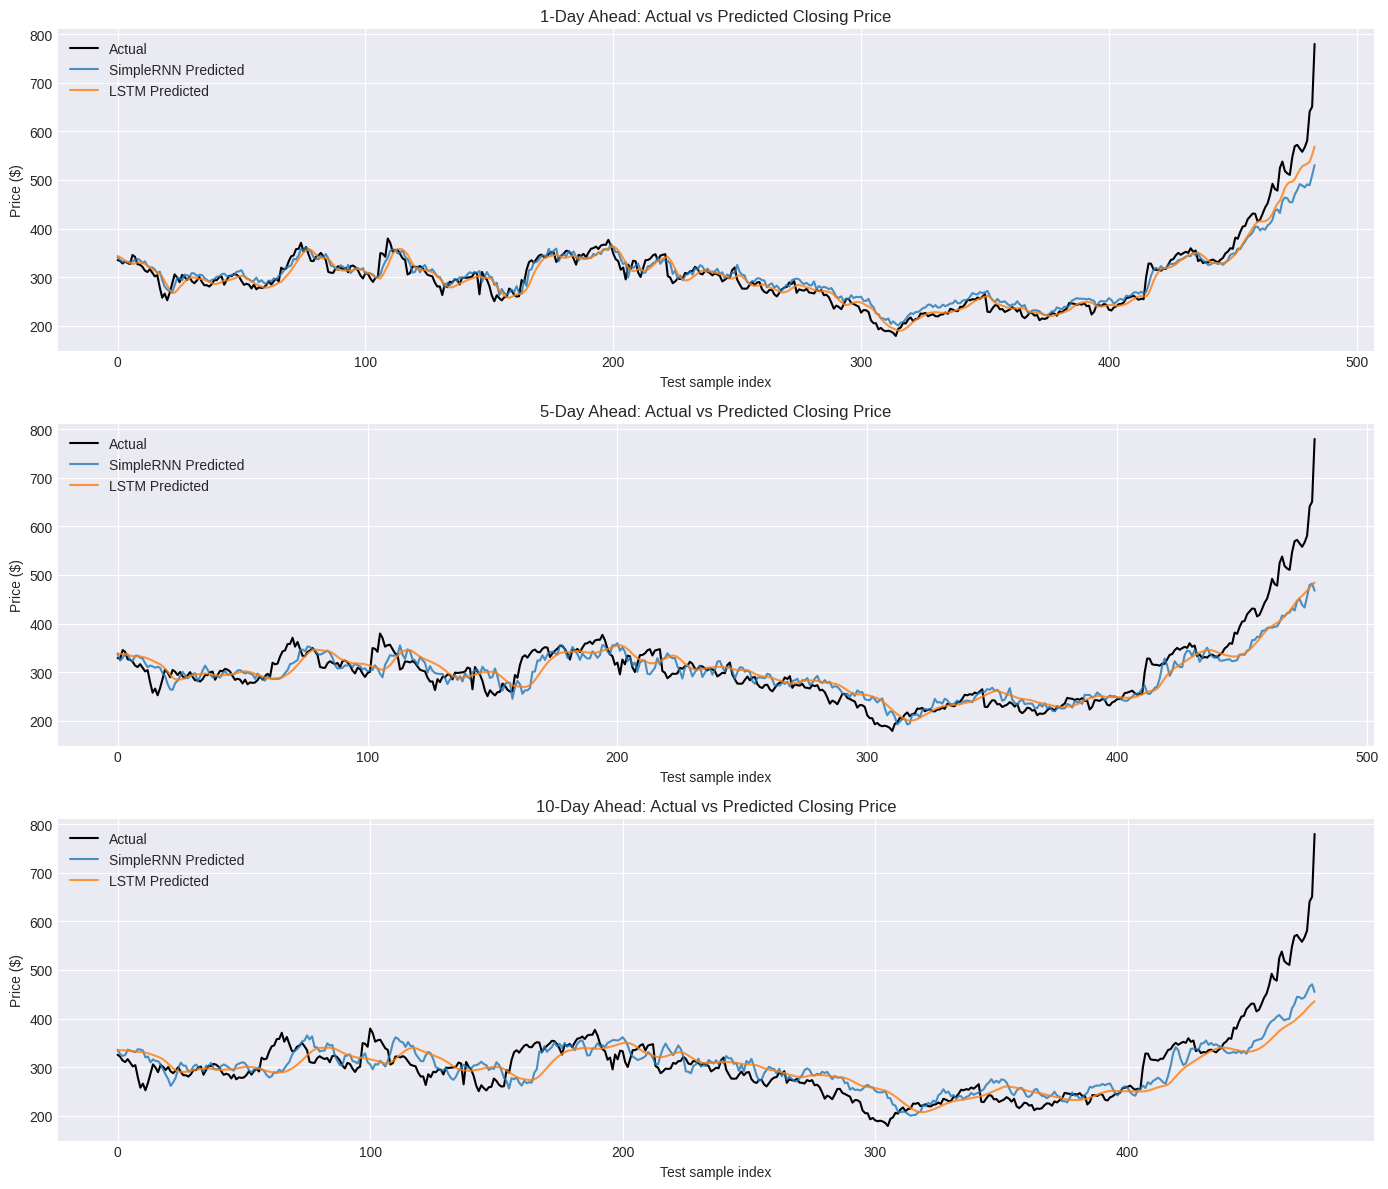 1-Day Ahead: Actual vs Predicted Closing Price
800
700
600
500
400
300
200
Price ($)
Actual
SimpleRNN Predicted
LSTM Predicted
0 100 200 300 400 500
Test sample index
5-Day Ahead: Actual vs Predicted Closing Price
800
700
600
500
400
300
200
Price ($)
Actual
SimpleRNN Predicted
LSTM Predicted
0 100 200 300 400 500
Test sample index
10-Day Ahead: Actual vs Predicted Closing Price
800
700
600
500
400
300
200
Price ($)
Actual
SimpleRNN Predicted
LSTM Predicted
0 100 200 300 400
Test sample index